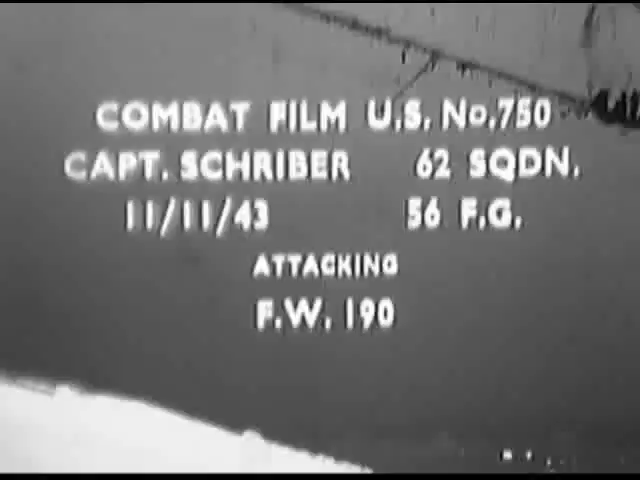 COMBAT FILM U.S. No.750
CAPT. SCHRIBER 62 SQDN.
11/11/43 56 F.G.
ATTACKING
F.W. 190